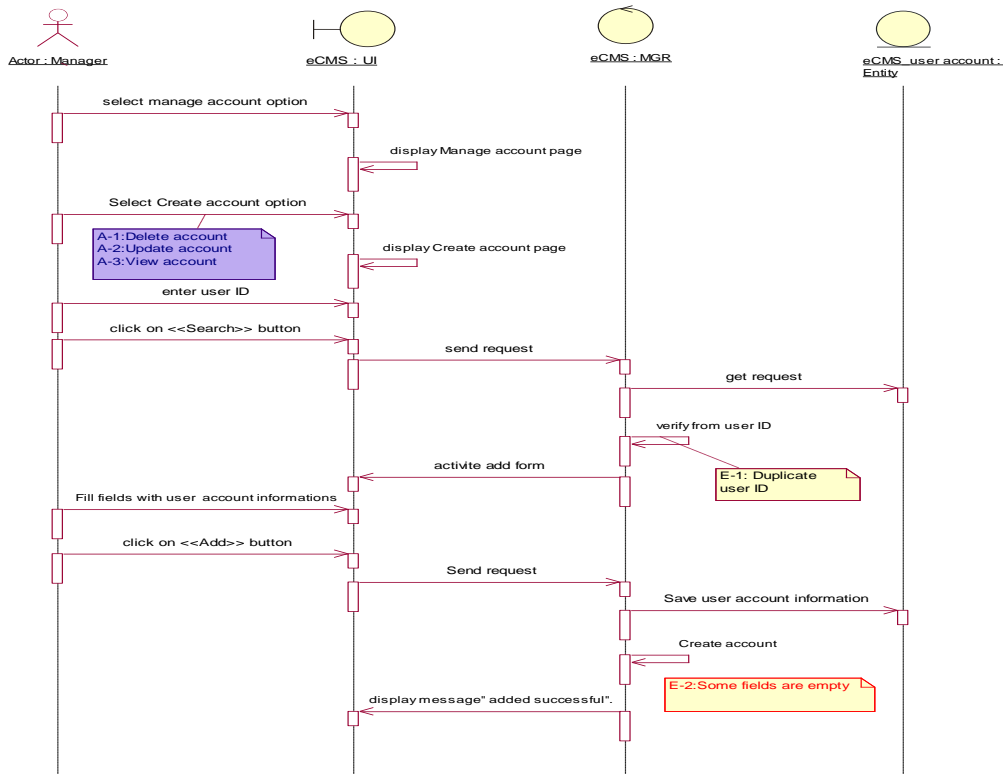 Actor : Manager
eCMS : UI
eCMS : MGR
eCMS_user account :
Entity
select manage account option
display Manage account page
Select Create account option
A-1:Delete account
A-2:Update account
A-3:View account
display Create account page
enter user ID
click on <<Search>> button
send request
get request
verify from user ID
E-1: Duplicate
user ID
activite add form
Fill fields with user account informations
click on <<Add>> button
Send request
Save user account information
Create account
E-2:Some fields are empty
display message" added successful".